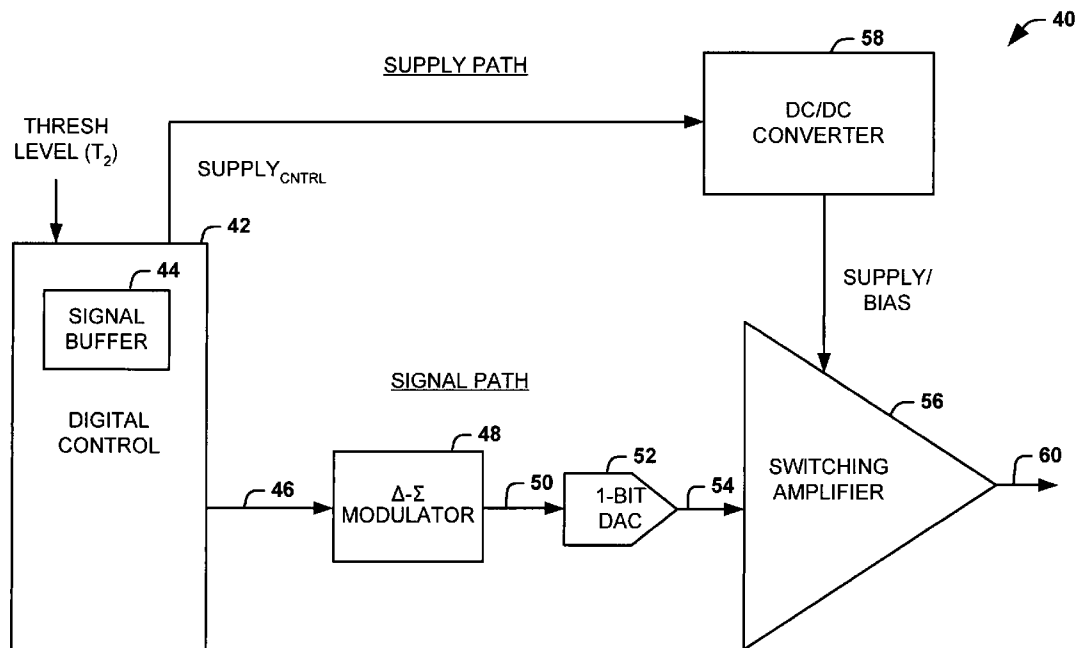 40
58
SUPPLY PATH
DC/DC
CONVERTER
THRESH
LEVEL (T₂)
SUPPLY_CNTRL
42
44
SIGNAL
BUFFER
SUPPLY/
BIAS
SIGNAL PATH
56
DIGITAL
CONTROL
48
52
46
Δ-Σ
MODULATOR
50
1-BIT
DAC
54
SWITCHING
AMPLIFIER
60